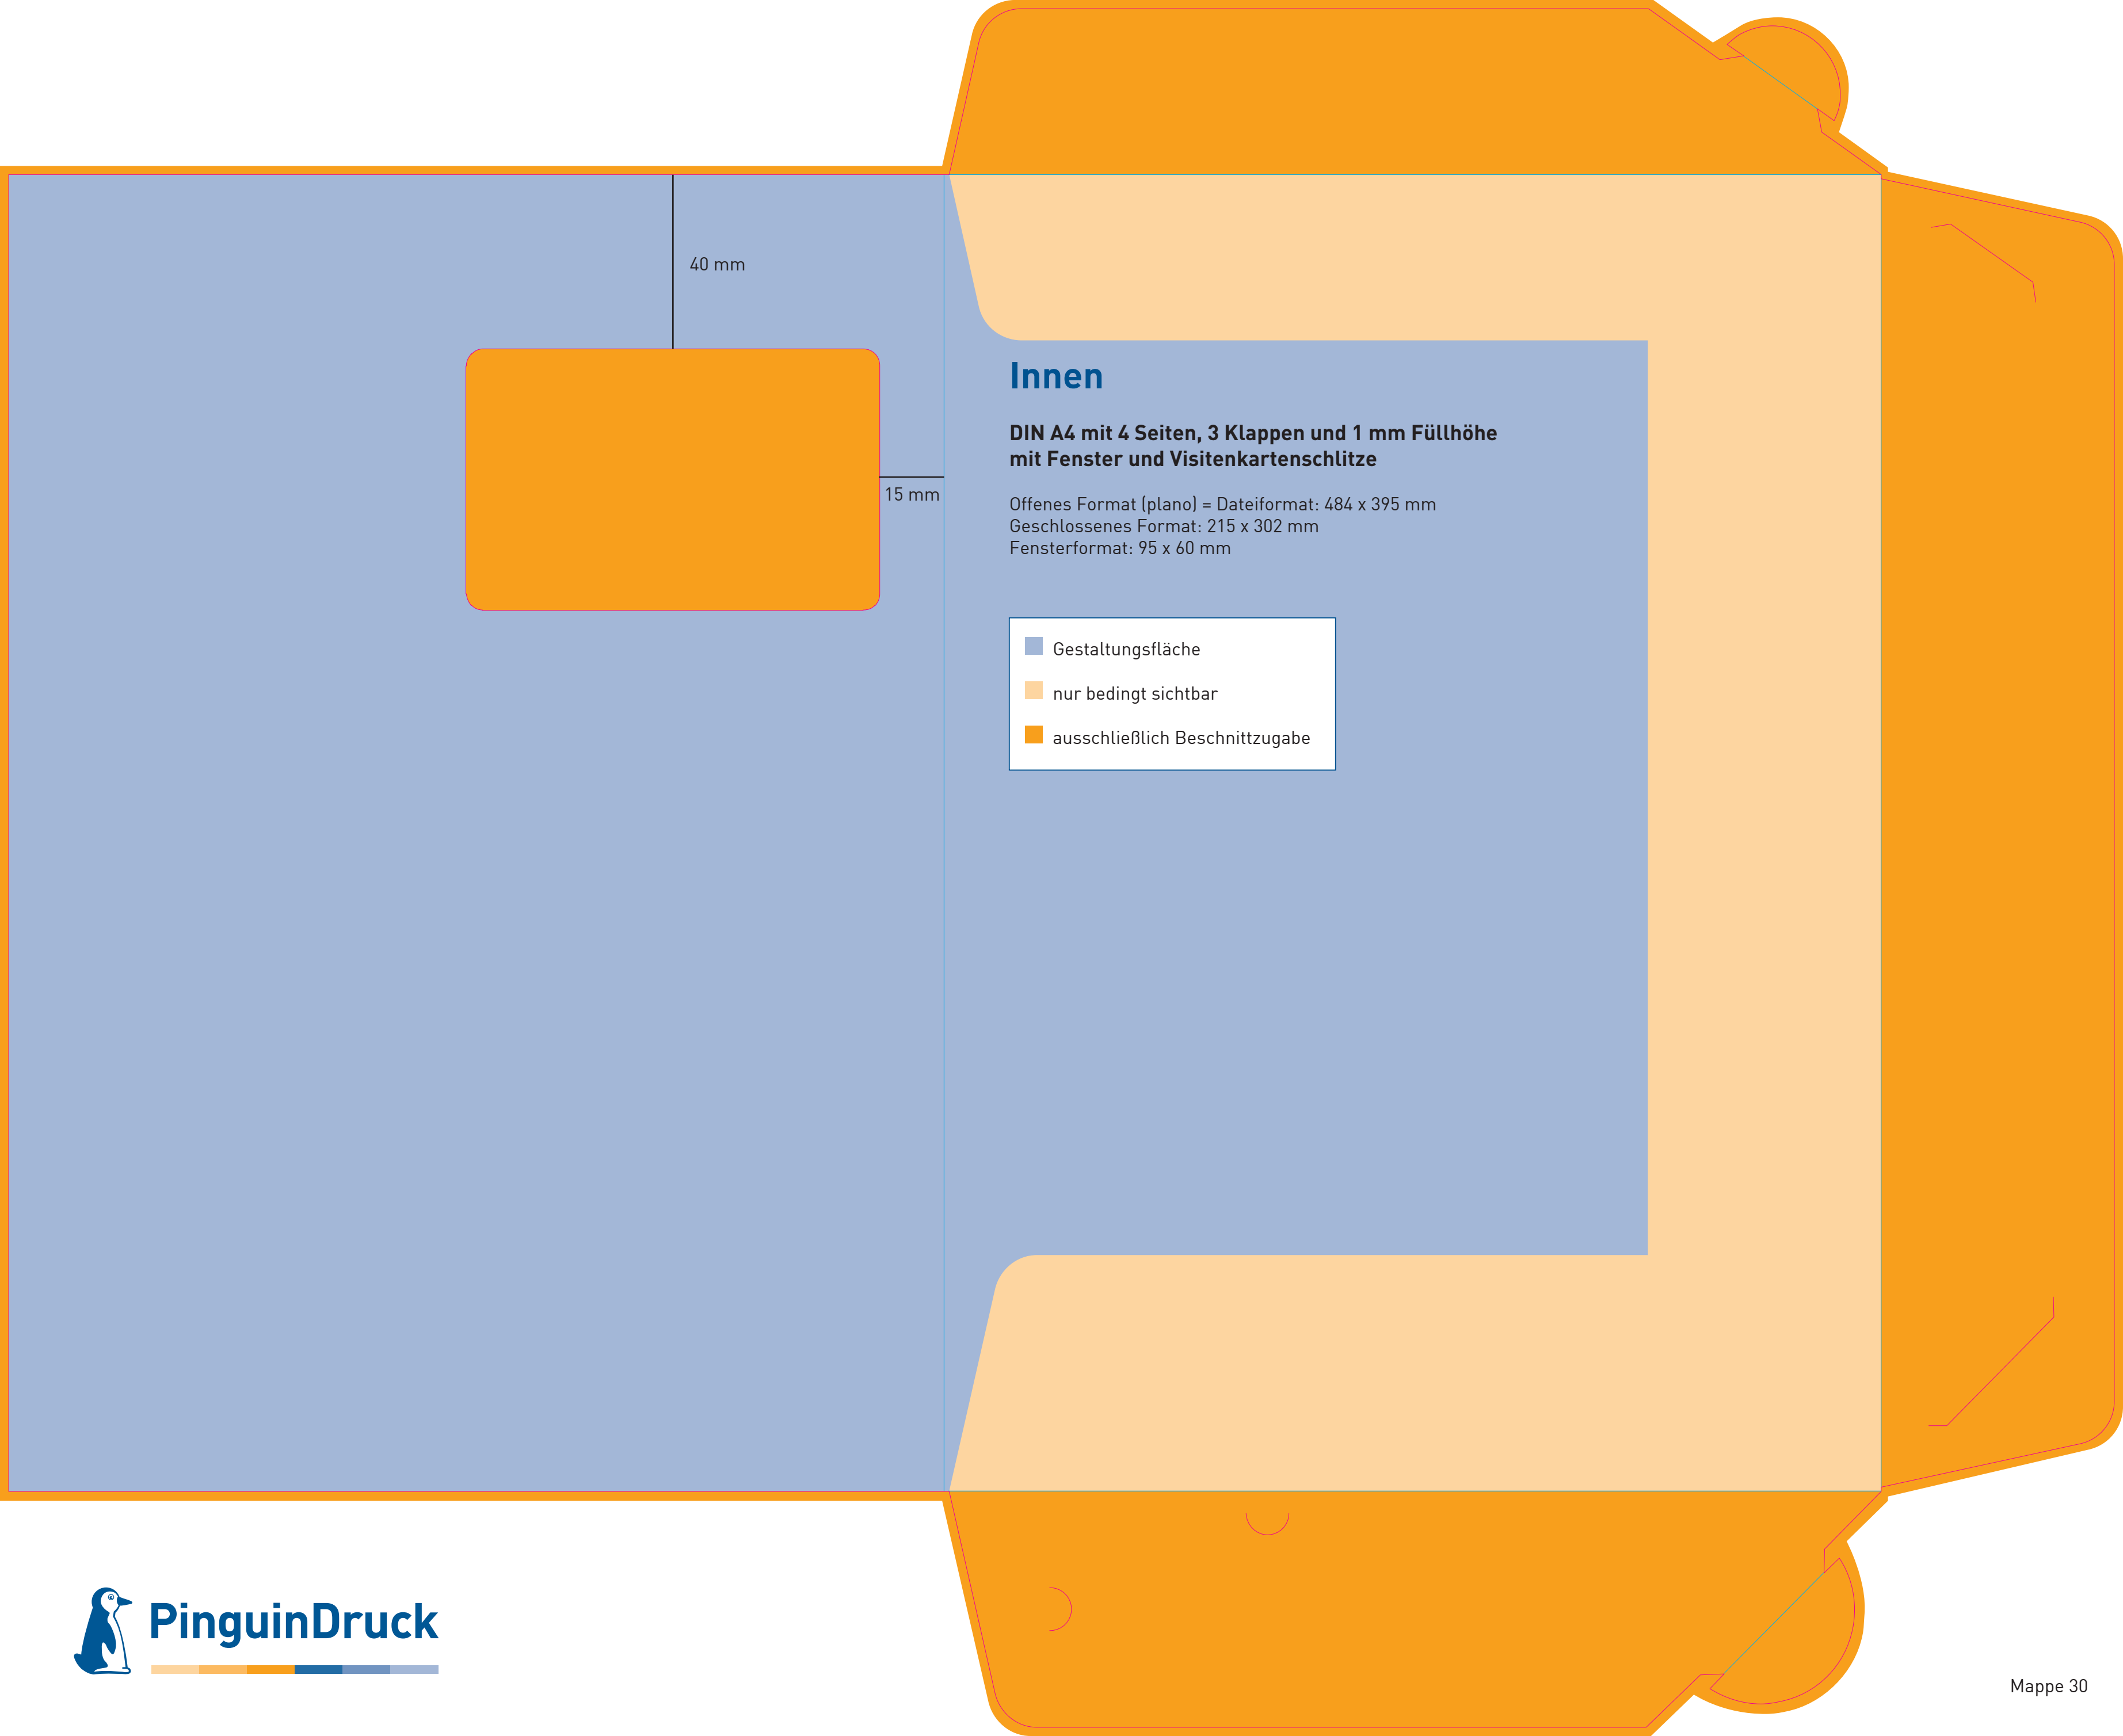 40 mm
15 mm
Innen
DIN A4 mit 4 Seiten, 3 Klappen und 1 mm Füllhöhe
mit Fenster und Visitenkartenschlitze
Offenes Format (plano) = Dateiformat: 484 x 395 mm
Geschlossenes Format: 215 x 302 mm
Fensterformat: 95 x 60 mm
Gestaltungsfläche
nur bedingt sichtbar
ausschließlich Beschnittzugabe
PinguinDruck
Mappe 30